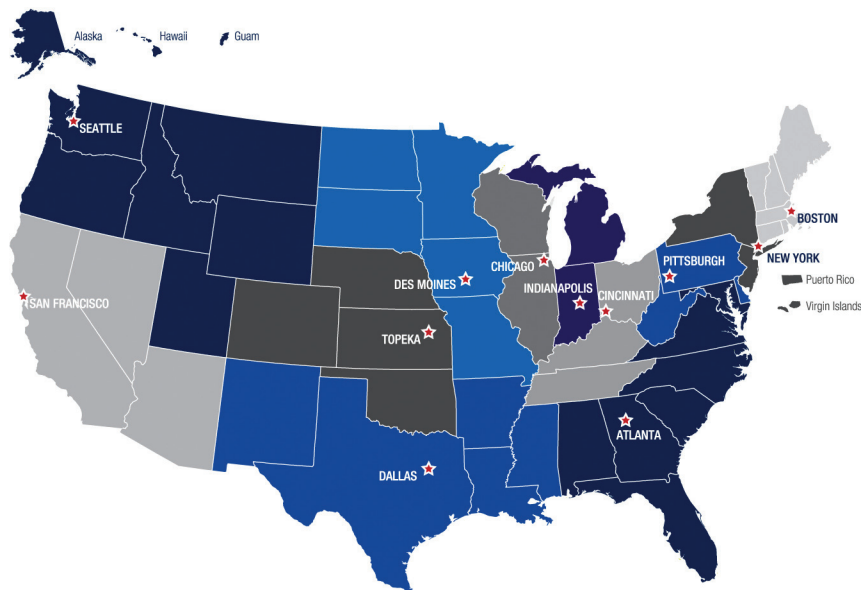 Alaska
Hawaii
Guam
SEATTLE
BOSTON
NEW YORK
CHICAGO
PITTSBURGH
DES MOINES
INDIANAPOLIS
CINCINNATI
Puerto Rico
SAN FRANCISCO
Virgin Islands
TOPEKA
ATLANTA
DALLAS